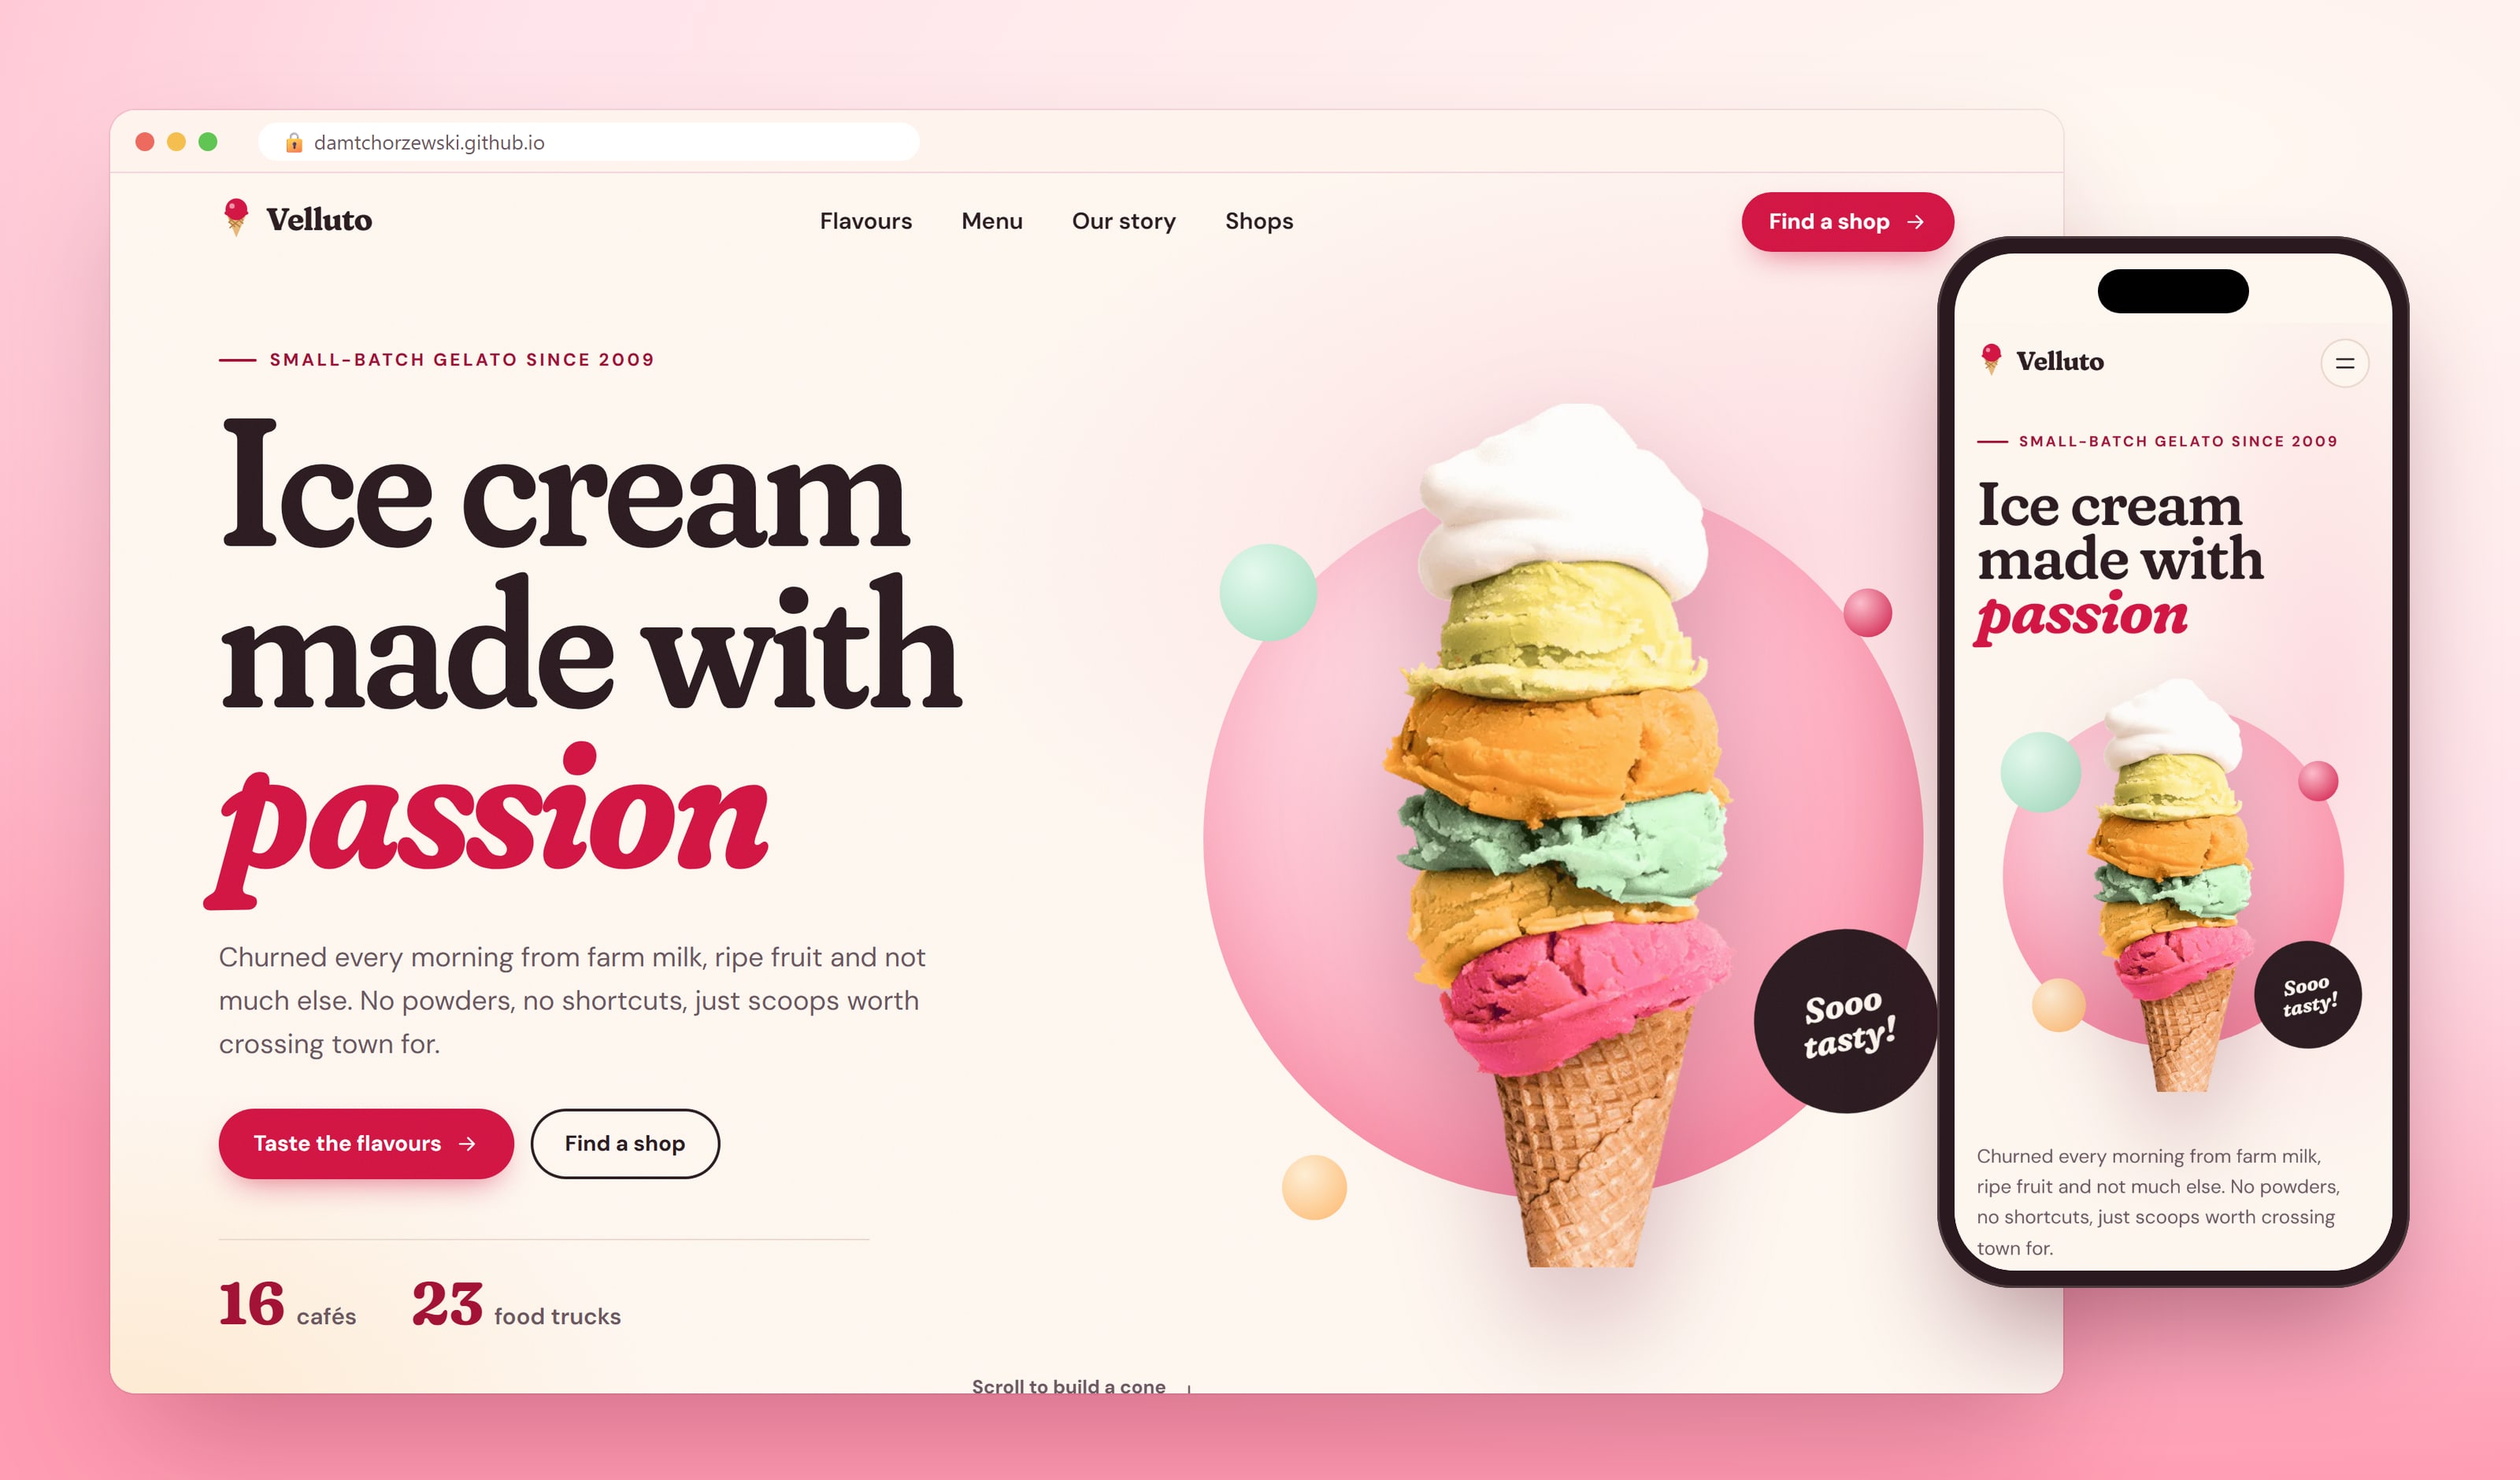 damtchorzewski.github.io
Velluto
Flavours
Menu
Our story
Shops
Find a shop →
SMALL-BATCH GELATO SINCE 2009
Ice cream
made with
passion
Churned every morning from farm milk, ripe fruit and not
much else. No powders, no shortcuts, just scoops worth
crossing town for.
Taste the flavours →
Find a shop
16 cafés
23 food trucks
Sooo
tasty!
Scroll to build a cone
Velluto
SMALL-BATCH GELATO SINCE 2009
Ice cream
made with
passion
Sooo
tasty!
Churned every morning from farm milk,
ripe fruit and not much else. No powders,
no shortcuts, just scoops worth crossing
town for.